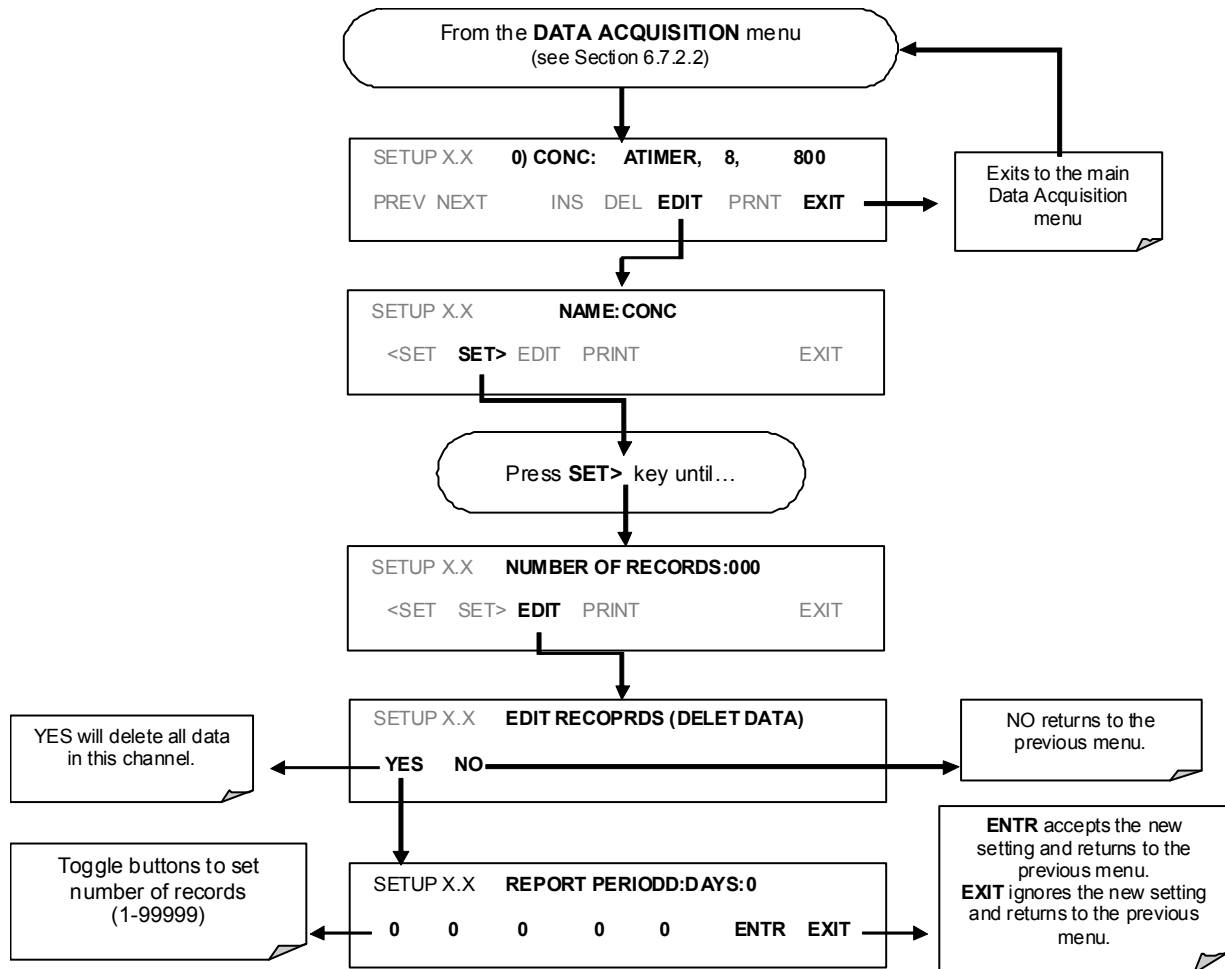 From the DATA ACQUISITION menu
(see Section 6.7.2.2)
SETUP X.X 0) CONC: ATIMER, 8, 800
PREV NEXT INS DEL EDIT PRNT EXIT
Exits to the main
Data Acquisition
menu
SETUP X.X NAME:CONC
<SET SET> EDIT PRINT EXIT
Press SET> key until…
SETUP X.X NUMBER OF RECORDS:000
<SET SET> EDIT PRINT EXIT
YES will delete all data
in this channel.
SETUP X.X EDIT RECOPRDS (DELET DATA)
YES NO
NO returns to the
previous menu.
Toggle buttons to set
number of records
(1-99999)
SETUP X.X REPORT PERIODD:DAYS:0
0 0 0 0 0 ENTR EXIT
ENTR accepts the new
setting and returns to the
previous menu.
EXIT ignores the new setting
and returns to the previous
menu.